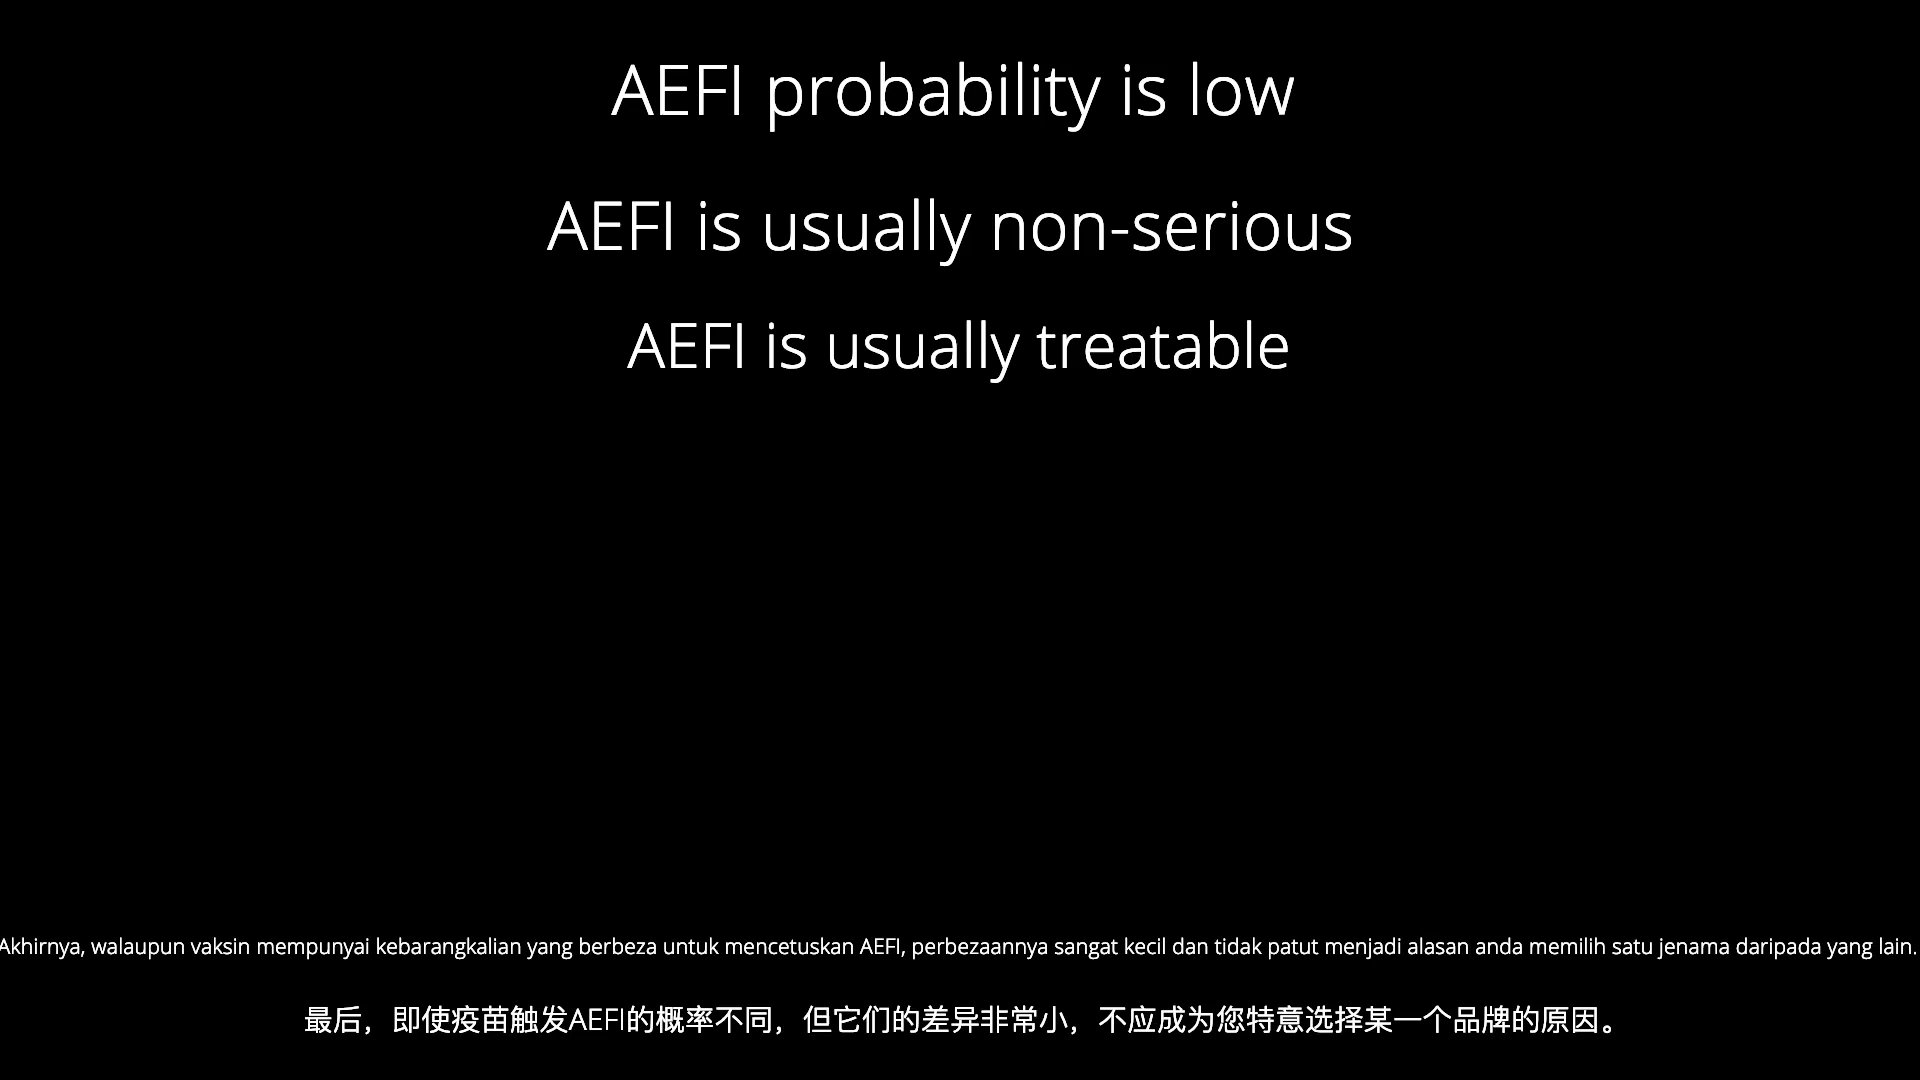 AEFI probability is low
AEFI is usually non-serious
AEFI is usually treatable
Akhirnya, walaupun vaksin mempunyai kebarangkalian yang berbeza untuk mencetuskan AEFI, perbezaannya sangat kecil dan tidak patut menjadi alasan anda memilih satu jenama daripada yang lain.
最后，即使疫苗触发AEFI的概率不同，但它们的差异非常小，不应成为您特意选择某一个品牌的原因。